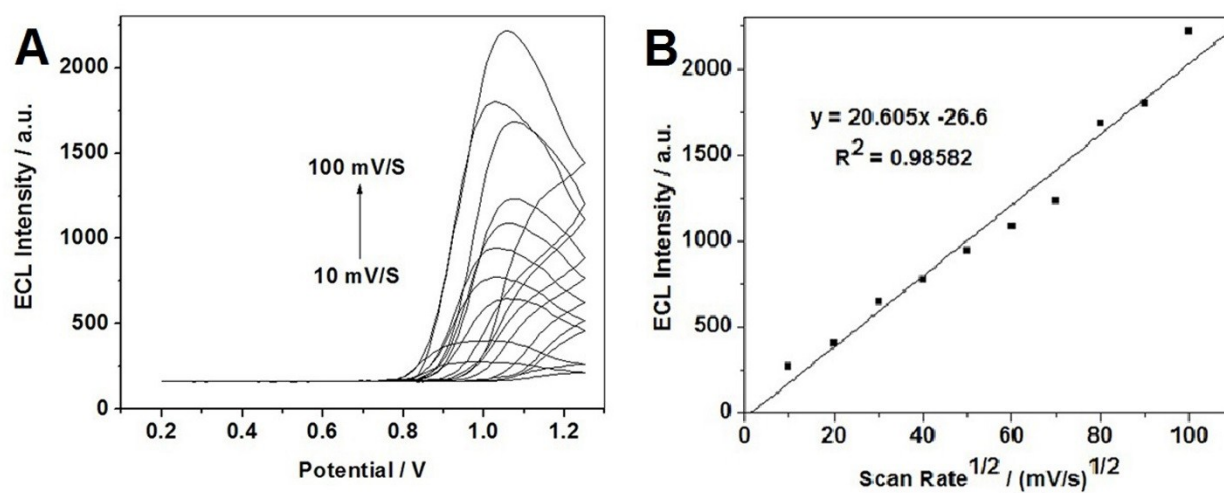 A
ECL Intensity / a.u.
2000
1500
1000
500
0
100 mV/S
10 mV/S
0.2 0.4 0.6 0.8 1.0 1.2
Potential / V
B
ECL Intensity / a.u.
2000
1500
1000
500
0
y = 20.605x -26.6
R² = 0.98582
0 20 40 60 80 100
Scan Rate^1/2 / (mV/s)^1/2